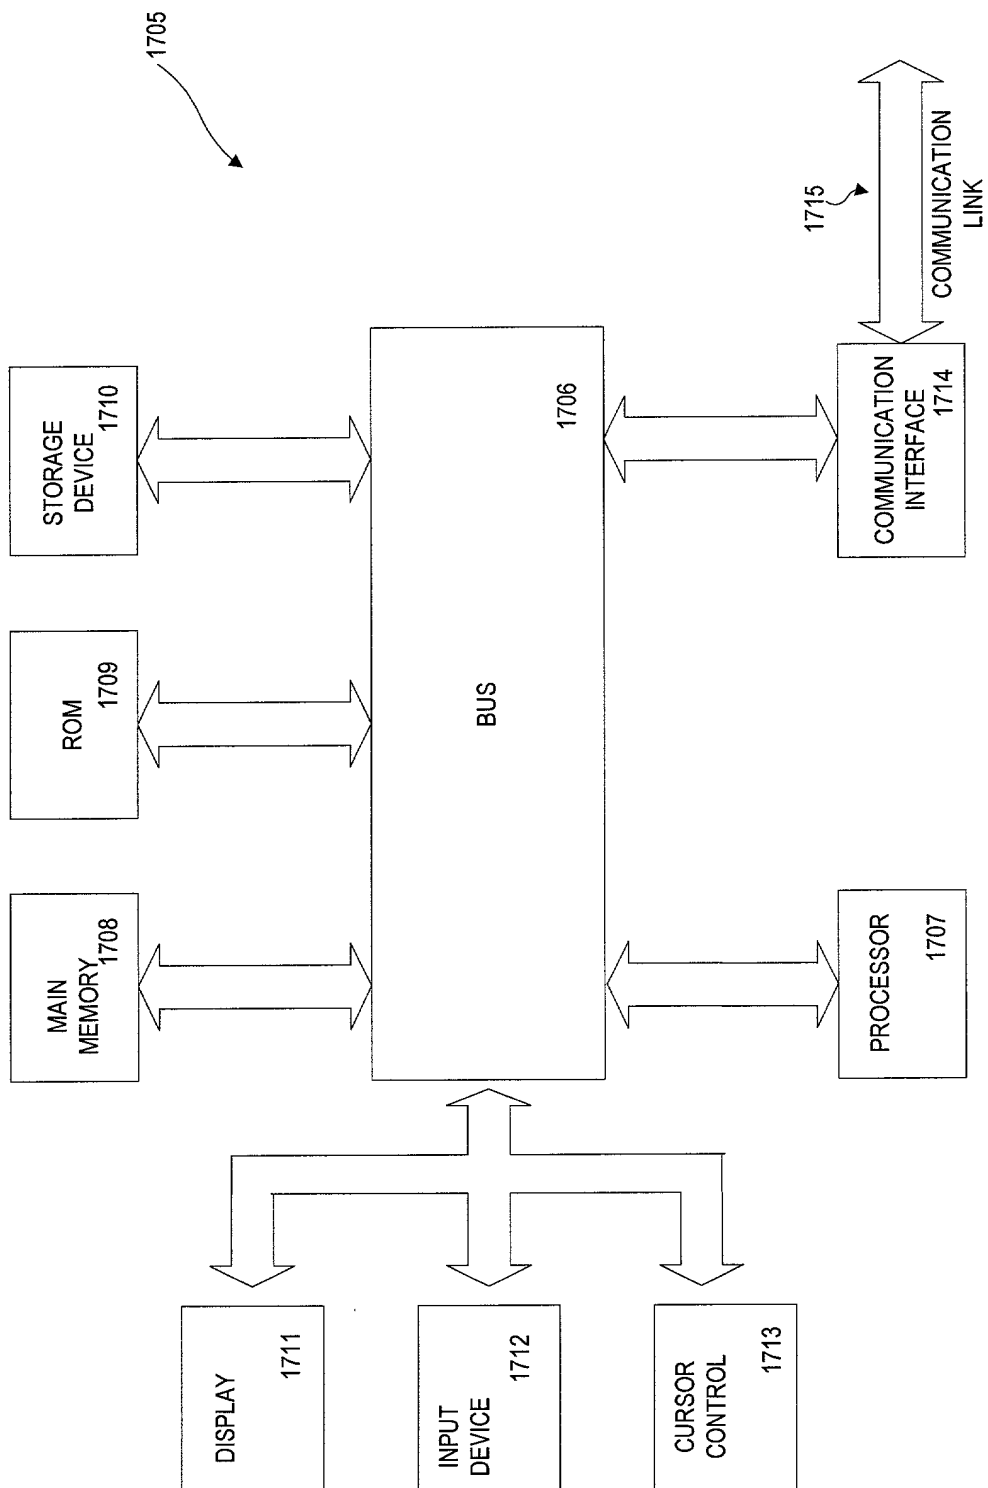 1705
MAIN
MEMORY
1708
ROM
1709
STORAGE
DEVICE
1710
DISPLAY
1711
INPUT
DEVICE
1712
CURSOR
CONTROL
1713
BUS
1706
PROCESSOR
1707
COMMUNICATION
INTERFACE
1714
1715
COMMUNICATION
LINK